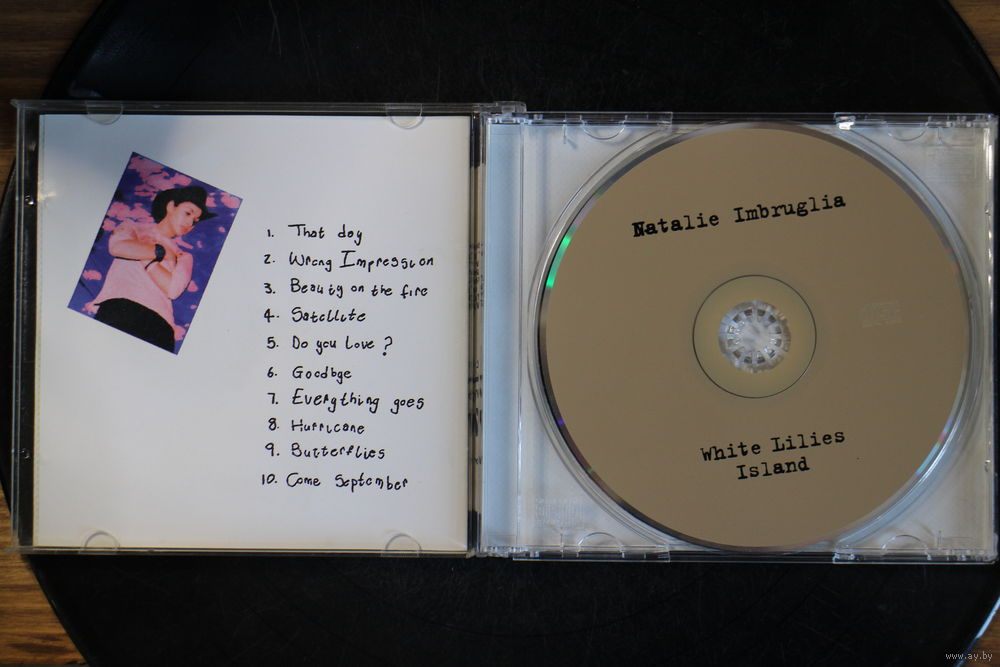 1. That day
2. Wrong Impression
3. Beauty on the fire
4. Satellite
5. Do you love ?
6. Goodbye
7. Everything goes
8. Hurricane
9. Butterflies
10. Come September
Natalie Imbruglia
White Lilies
Island
www.ay.by